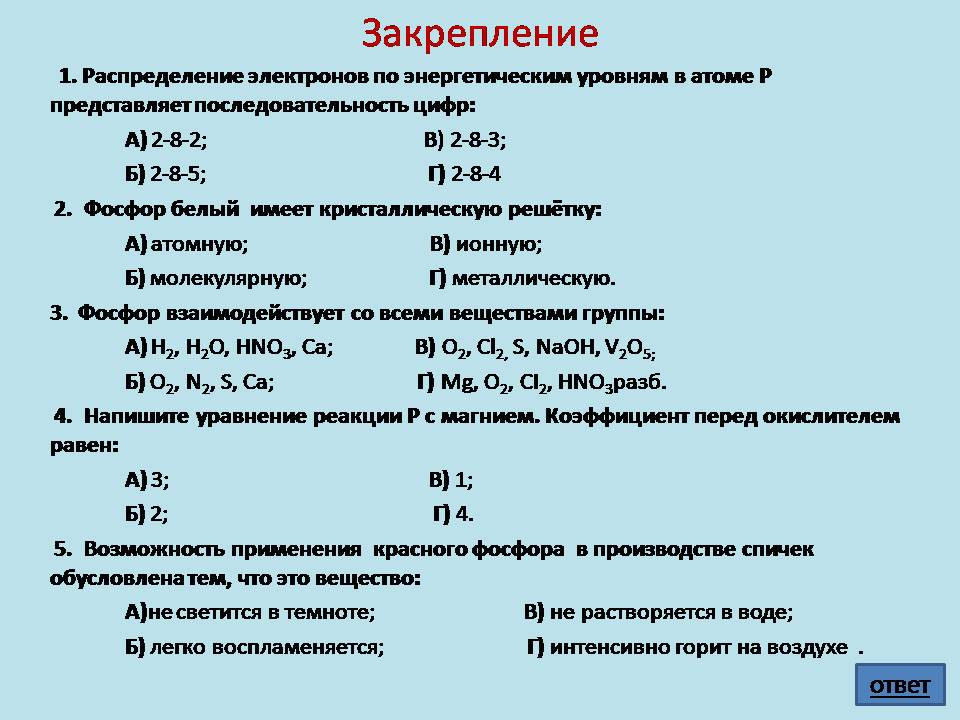 Закрепление
1. Распределение электронов по энергетическим уровням в атоме Р
представляет последовательность цифр:
А) 2-8-2; В) 2-8-3;
Б) 2-8-5; Г) 2-8-4
2. Фосфор белый имеет кристаллическую решётку:
А) атомную; В) ионную;
Б) молекулярную; Г) металлическую.
3. Фосфор взаимодействует со всеми веществами группы:
А) H₂, H₂O, HNO₃, Ca; В) O₂, Cl₂, S, NaOH, V₂O₅;
Б) O₂, N₂, S, Ca; Г) Mg, O₂, Cl₂, HNO₃разб.
4. Напишите уравнение реакции Р с магнием. Коэффициент перед окислителем
равен:
А) 3; В) 1;
Б) 2; Г) 4.
5. Возможность применения красного фосфора в производстве спичек
обусловлена тем, что это вещество:
А)не светится в темноте; В) не растворяется в воде;
Б) легко воспламеняется; Г) интенсивно горит на воздухе .
ответ